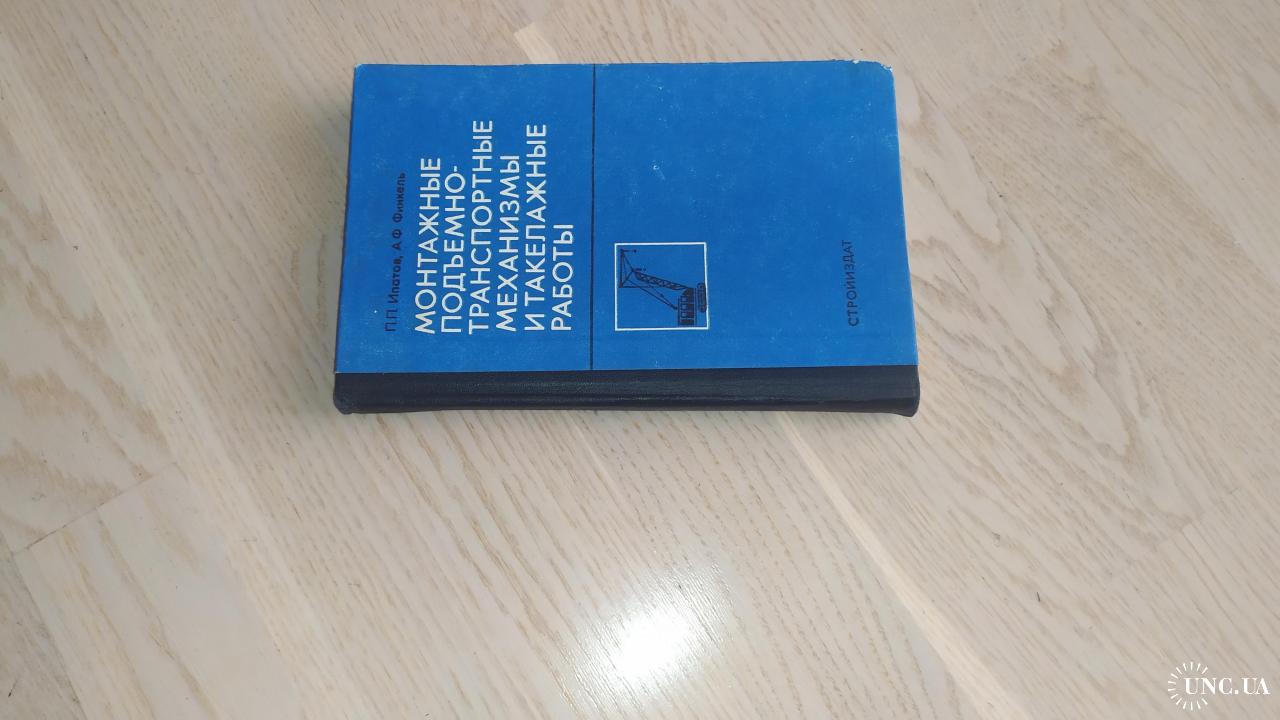 П.П. Ипатов, А.Ф. Финкель
МОНТАЖНЫЕ
ПОДЪЕМНО-
ТРАНСПОРТНЫЕ
МЕХАНИЗМЫ
И ТАКЕЛАЖНЫЕ
РАБОТЫ
СТРОЙИЗДАТ
UNC.UA